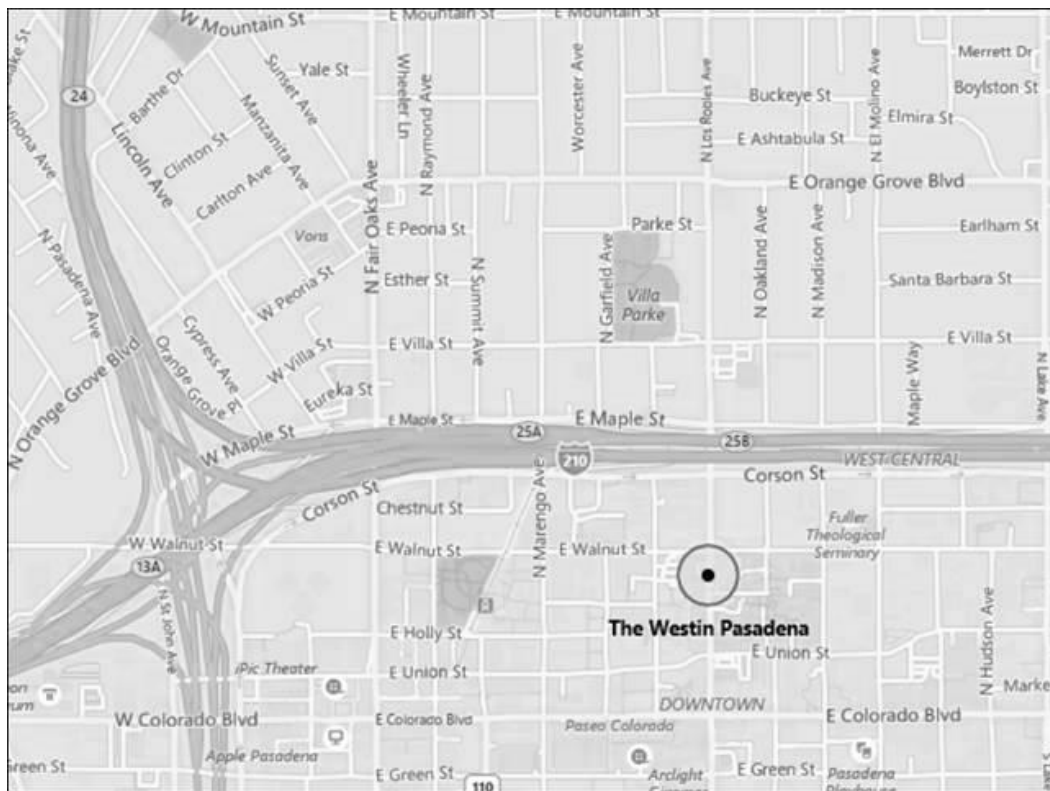 E Mountain St
E Mountain St
W Mountain St
Merrett Dr
Boylston St
Yale St
Barthe Dr
Sunset Ave
Wheeler Ln
N Raymond Ave
Worcester Ave
N Los Robles Ave
Buckeye St
E Ashtabula St
N El Molino Ave
Elmira St
24
Lincoln Ave
Clinton St
Manzanita Ave
Carlton Ave
E Orange Grove Blvd
N Pasadena Ave
Vons
N Fair Oaks Ave
E Peoria St
Parke St
Earlham St
W Peoria St
Esther St
N Summit Ave
N Garfield Ave
Villa
Parke
N Oakland Ave
N Madison Ave
Santa Barbara St
N Orange Grove Blvd
Cypress Ave
Orange Grove Pl
W Villa St
E Villa St
E Villa St
Eureka St
Maple Way
N Lake Ave
W Maple St
E Maple St
E Maple St
25A
25B
210
WEST CENTRAL
Corson St
Corson St
Chestnut St
N Marengo Ave
Fuller
Theological
Seminary
W Walnut St
E Walnut St
E Walnut St
13A
N St John Ave
The Westin Pasadena
E Holly St
N Hudson Ave
iPic Theater
E Union St
E Union St
Marke
DOWNTOWN
W Colorado Blvd
E Colorado Blvd
Paseo Colorado
E Colorado Blvd
Apple Pasadena
Green St
E Green St
110
Arclight
E Green St
Pasadena